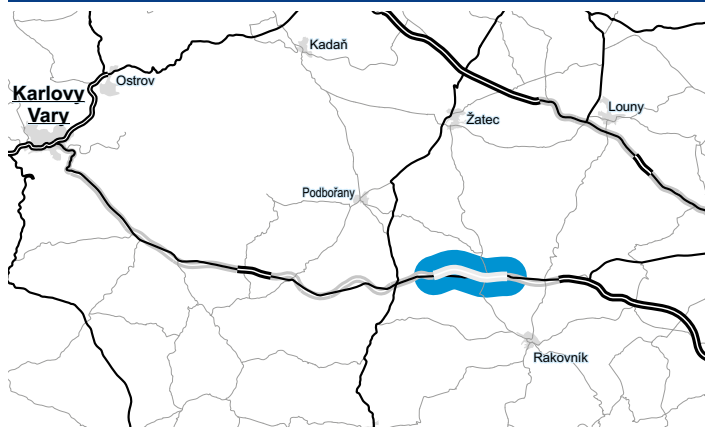 Kadaň
Ostrov
Karlovy
Vary
Louny
Žatec
Podbořany
Rakovník